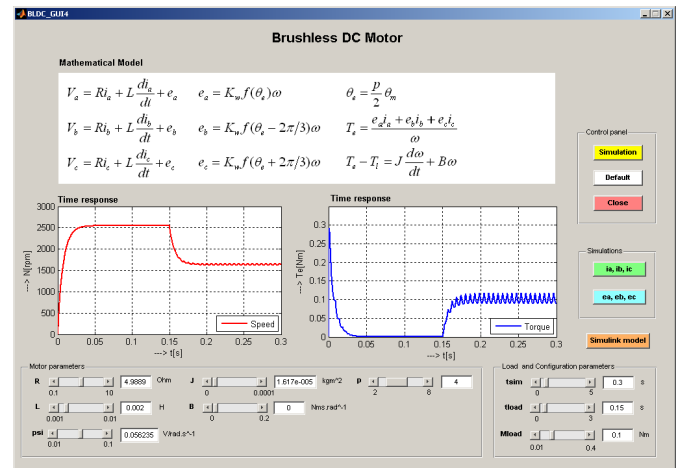 BLDC_GUI4
Brushless DC Motor
Mathematical Model
V_a = Ri_a + L di_a/dt + e_a    e_a = K_w f(θ_e)ω    θ_e = p/2 θ_m
V_b = Ri_b + L di_b/dt + e_b    e_b = K_w f(θ_e − 2π/3)ω    T_e = (e_a i_a + e_b i_b + e_c i_c)/ω
V_c = Ri_c + L di_c/dt + e_c    e_c = K_w f(θ_e + 2π/3)ω    T_e − T_l = J dω/dt + Bω
Control panel
Simulation
Default
Close
Time response
3000
2500
2000
1500
1000
500
0
---> N[rpm]
0 0.05 0.1 0.15 0.2 0.25 0.3
---> t[s]
Speed
Time response
0.3
0.25
0.2
0.15
0.1
0.05
0
---> Te[Nm]
0 0.05 0.1 0.15 0.2 0.25 0.3
---> t[s]
Torque
Simulations
ia, ib, ic
ea, eb, ec
Simulink model
Motor parameters
R 4.9889 Ohm
0.1 10
J 1.617e-005 kgm^2
0 0.0001
p 4
2 8
L 0.002 H
0.001 0.01
B 0 Nms.rad^-1
0 0.2
psi 0.056235 V/rad.s^-1
0.01 0.1
Load and Configuration parameters
tsim 0.3 s
0 5
tload 0.15 s
0 3
Mload 0.1 Nm
0.01 0.4